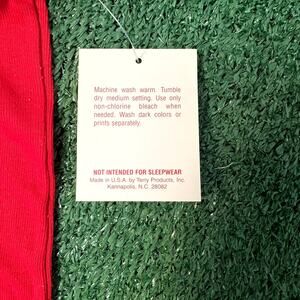 Machine wash warm. Tumble
dry medium setting. Use only
non-chlorine bleach when
needed. Wash dark colors or
prints separately.
NOT INTENDED FOR SLEEPWEAR
Made in U.S.A. by Terry Products, Inc.
Kannapolis, N.C. 28082